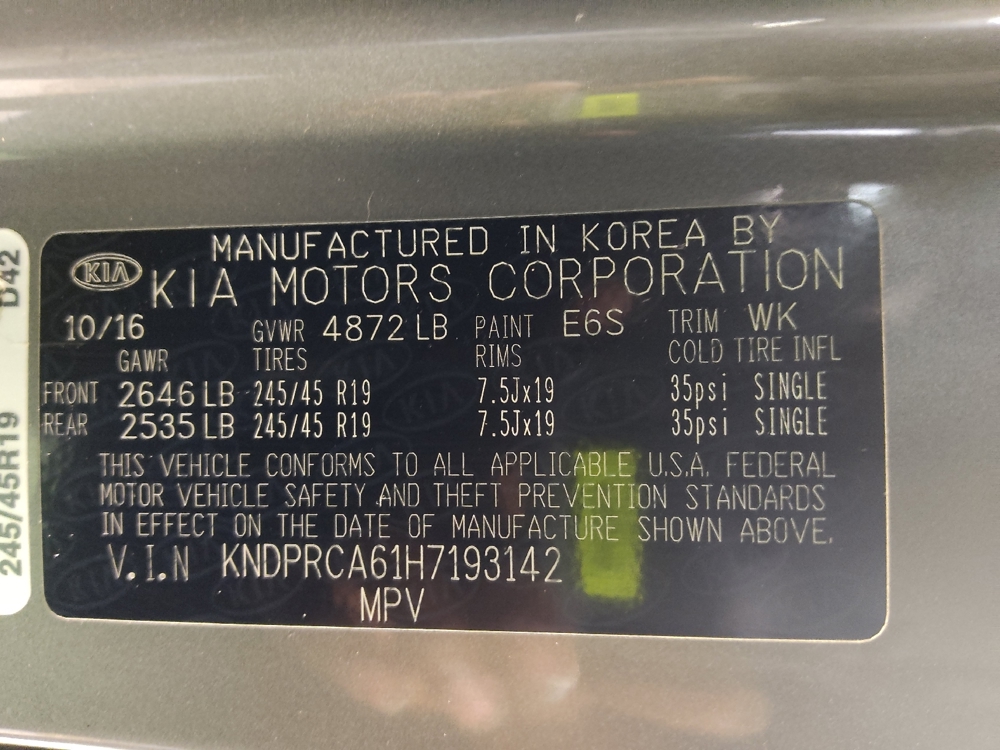 MANUFACTURED IN KOREA BY
KIA KIA MOTORS CORPORATION
10/16 GVWR 4872 LB PAINT E6S TRIM WK
GAWR TIRES RIMS COLD TIRE INFL
FRONT 2646 LB 245/45 R19 7.5Jx19 35psi SINGLE
REAR 2535 LB 245/45 R19 7.5Jx19 35psi SINGLE
THIS VEHICLE CONFORMS TO ALL APPLICABLE U.S.A. FEDERAL
MOTOR VEHICLE SAFETY AND THEFT PREVENTION STANDARDS
IN EFFECT ON THE DATE OF MANUFACTURE SHOWN ABOVE.
V.I.N KNDPRCA61H7193142
MPV
245/45R19 D42